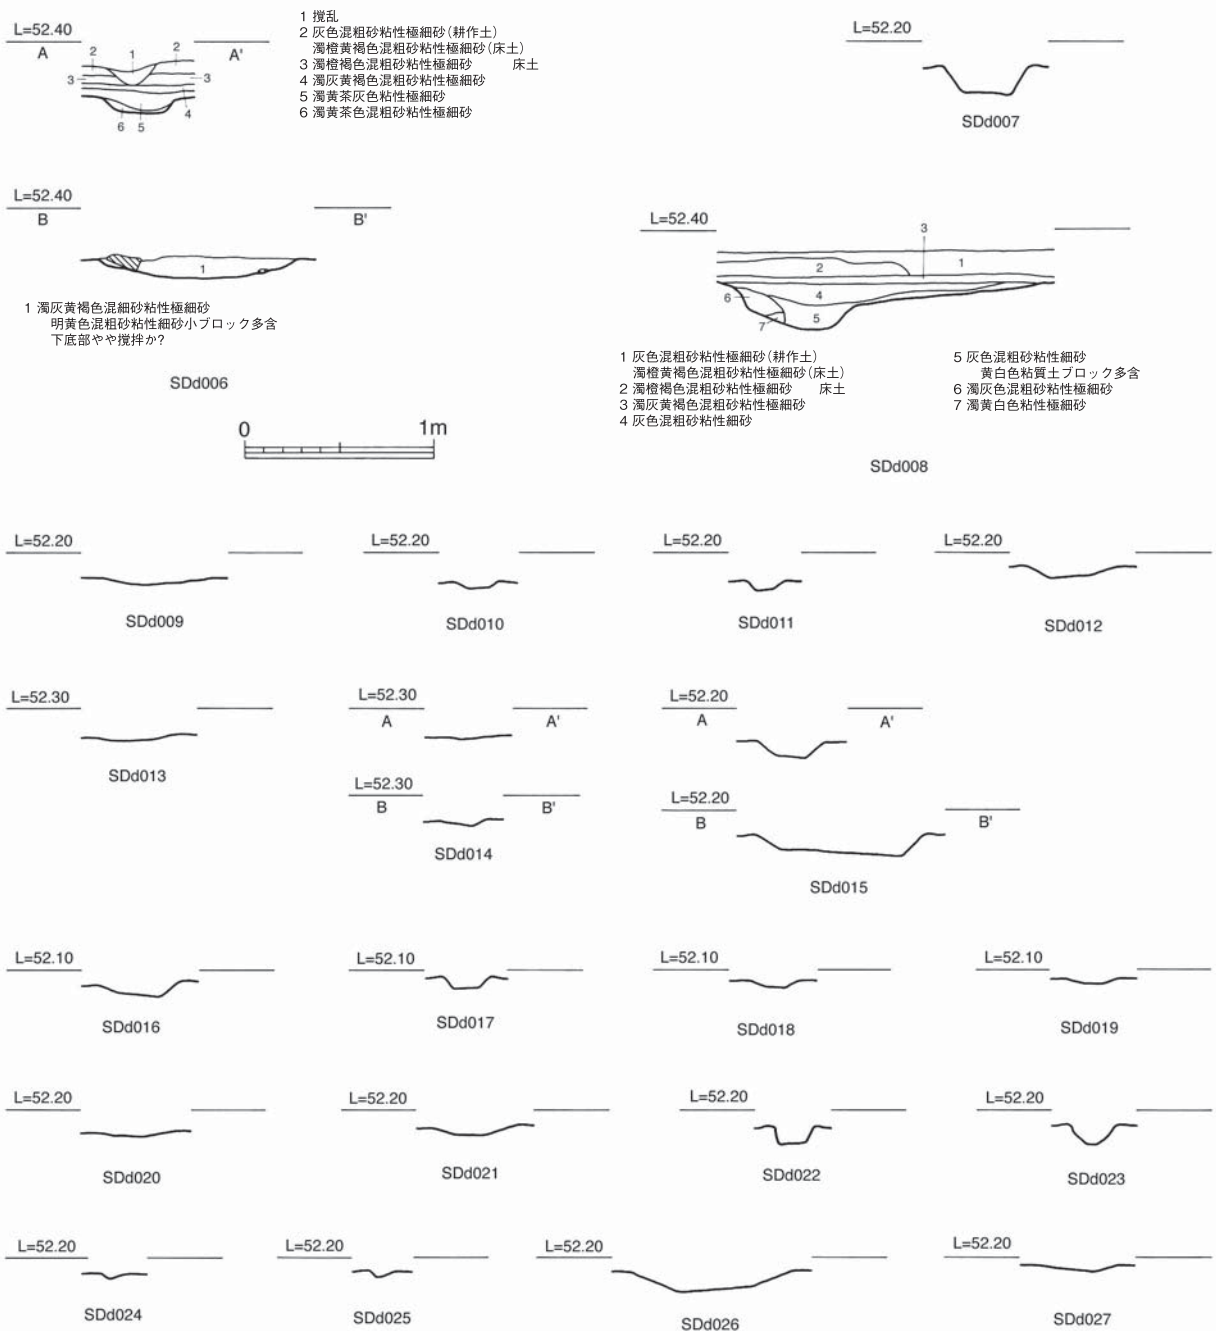 L=52.40
A
A'
2
1
2
3
3
6
5
4
1 撹乱
2 灰色混粗砂粘性極細砂(耕作土)
濁橙黄褐色混粗砂粘性極細砂(床土)
3 濁橙褐色混粗砂粘性極細砂 床土
4 濁灰黄褐色混粗砂粘性極細砂
5 濁黄茶灰色粘性極細砂
6 濁黄茶色混粗砂粘性極細砂
L=52.20
SDd007
L=52.40
B
B'
1
1 濁灰黄褐色混細砂粘性極細砂
明黄色混粗砂粘性細砂小ブロック多含
下底部やや撹拌か?
SDd006
L=52.40
3
2
1
6
4
7
5
1 灰色混粗砂粘性極細砂(耕作土)
濁橙黄褐色混粗砂粘性極細砂(床土)
2 濁橙褐色混粗砂粘性極細砂 床土
3 濁灰黄褐色混粗砂粘性極細砂
4 灰色混粗砂粘性細砂
5 灰色混粗砂粘性細砂
黄白色粘質土ブロック多含
6 濁灰色混粗砂粘性極細砂
7 濁黄白色粘性極細砂
SDd008
0 1m
L=52.20
SDd009
L=52.20
SDd010
L=52.20
SDd011
L=52.20
SDd012
L=52.30
SDd013
L=52.30
A A'
L=52.30
B B'
SDd014
L=52.20
A A'
L=52.20
B B'
SDd015
L=52.10
SDd016
L=52.10
SDd017
L=52.10
SDd018
L=52.10
SDd019
L=52.20
SDd020
L=52.20
SDd021
L=52.20
SDd022
L=52.20
SDd023
L=52.20
SDd024
L=52.20
SDd025
L=52.20
SDd026
L=52.20
SDd027